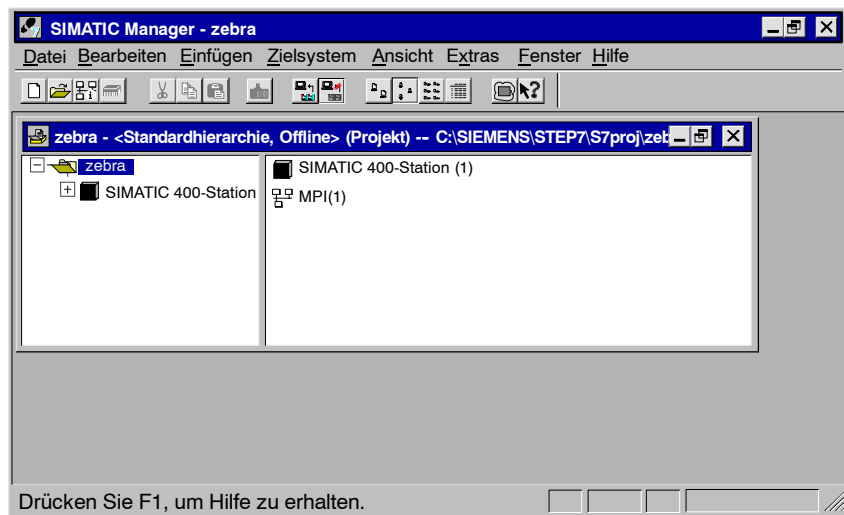 SIMATIC Manager - zebra
Datei Bearbeiten Einfügen Zielsystem Ansicht Extras Fenster Hilfe
zebra - <Standardhierarchie, Offline> (Projekt) -- C:\SIEMENS\STEP7\S7proj\zeb
zebra
SIMATIC 400-Station
SIMATIC 400-Station (1)
MPI(1)
Drücken Sie F1, um Hilfe zu erhalten.